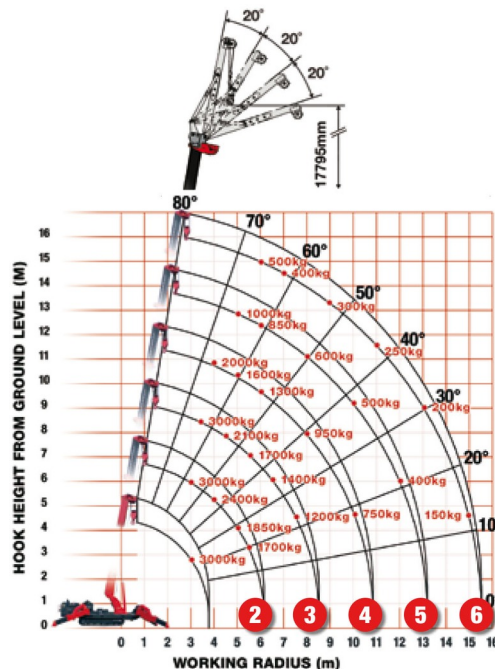 20°
20°
20°
17795mm
80°
70°
60°
50°
40°
30°
20°
10°
0°
HOOK HEIGHT FROM GROUND LEVEL (M)
16
15
14
13
12
11
10
9
8
7
6
5
4
3
2
1
0
500kg
400kg
300kg
250kg
200kg
150kg
1000kg
850kg
600kg
500kg
400kg
2000kg
1600kg
1300kg
950kg
750kg
3000kg
2100kg
1700kg
1400kg
1200kg
3000kg
2400kg
1850kg
1700kg
3000kg
2 3 4 5 6
0 1 2 3 4 5 6 7 8 9 10 11 12 13 14 15 16
WORKING RADIUS (m)